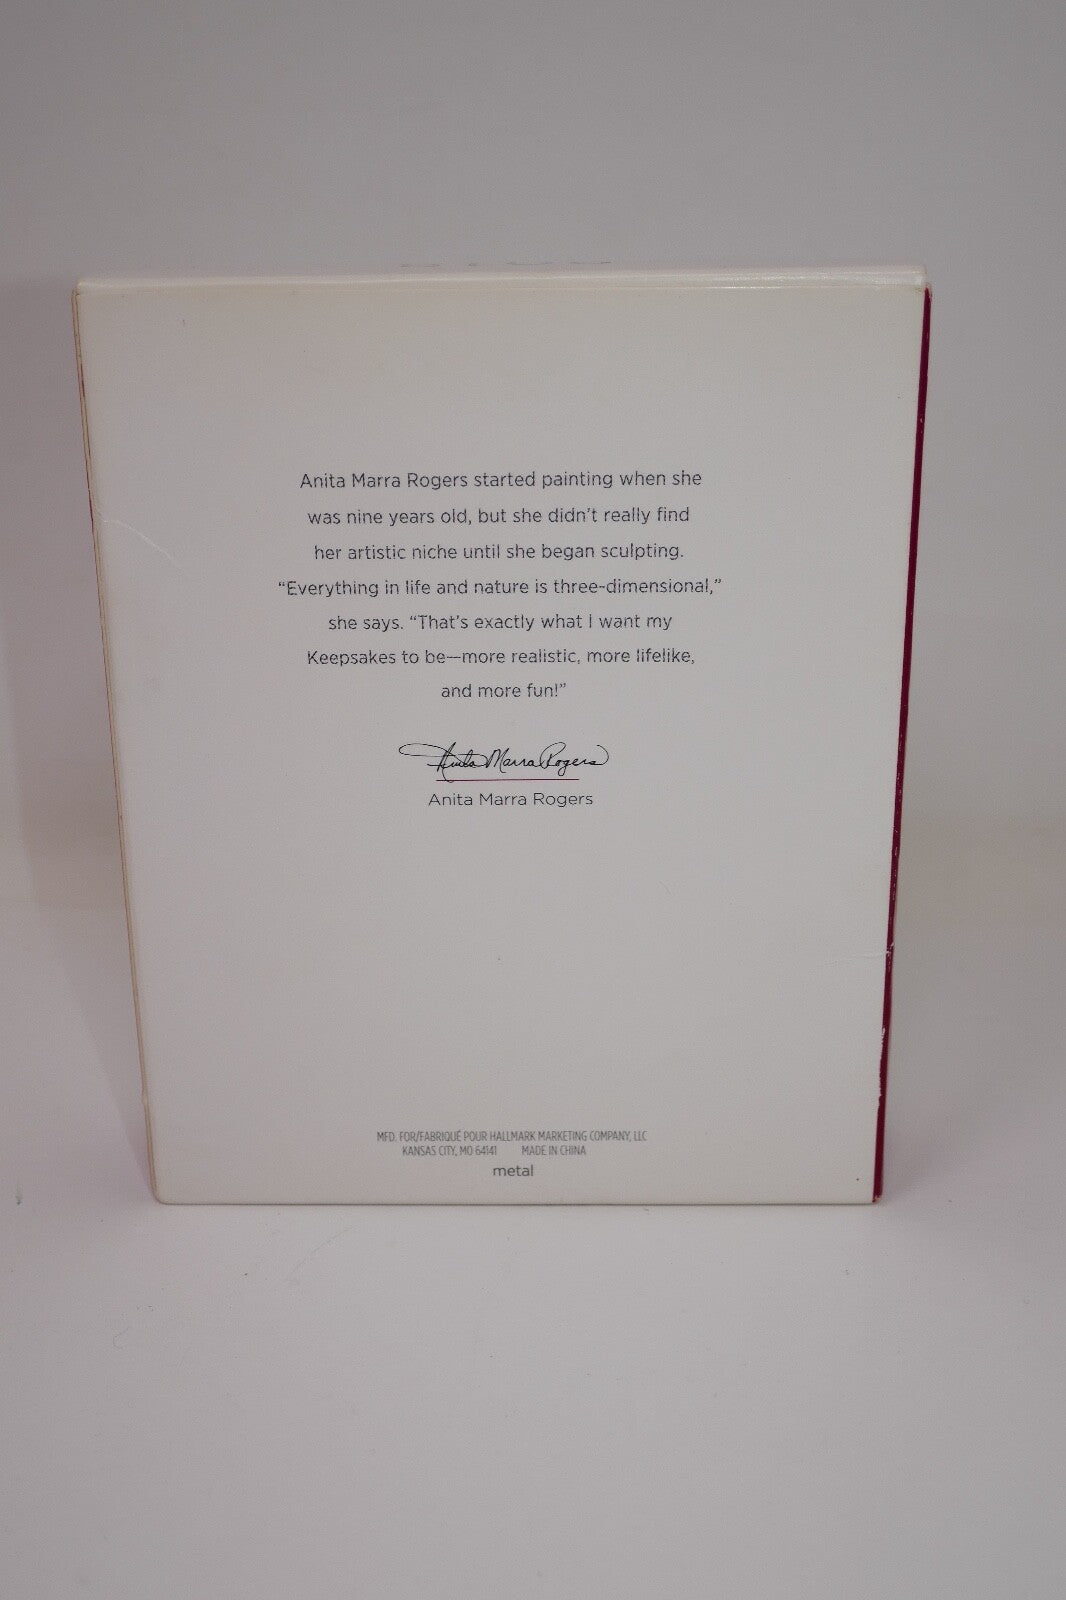 Anita Marra Rogers started painting when she
was nine years old, but she didn't really find
her artistic niche until she began sculpting.
“Everything in life and nature is three-dimensional,”
she says. “That's exactly what I want my
Keepsakes to be—more realistic, more lifelike,
and more fun!”
Anita Marra Rogers
Anita Marra Rogers
MFD. FOR/FABRIQUÉ POUR HALLMARK MARKETING COMPANY, LLC
KANSAS CITY, MO 64141 MADE IN CHINA
metal